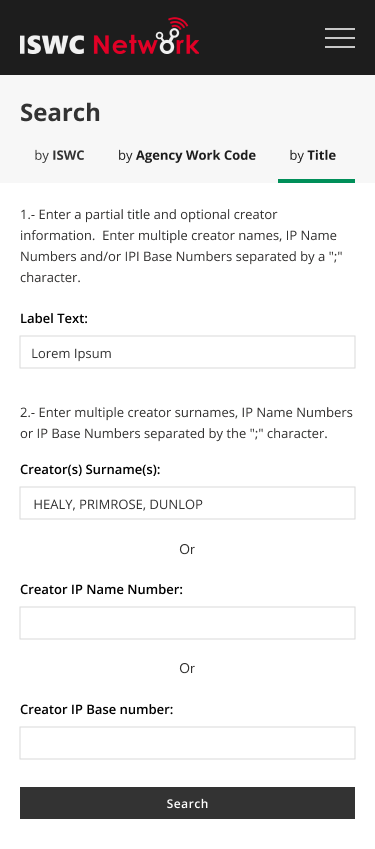 ISWC Network
Search
by ISWC
by Agency Work Code
by Title
1.- Enter a partial title and optional creator
information.  Enter multiple creator names, IP Name
Numbers and/or IPI Base Numbers separated by a ";"
character.
Label Text:
Lorem Ipsum
2.- Enter multiple creator surnames, IP Name Numbers
or IP Base Numbers separated by the ";" character.
Creator(s) Surname(s):
HEALY, PRIMROSE, DUNLOP
Or
Creator IP Name Number:
Or
Creator IP Base number:
Search